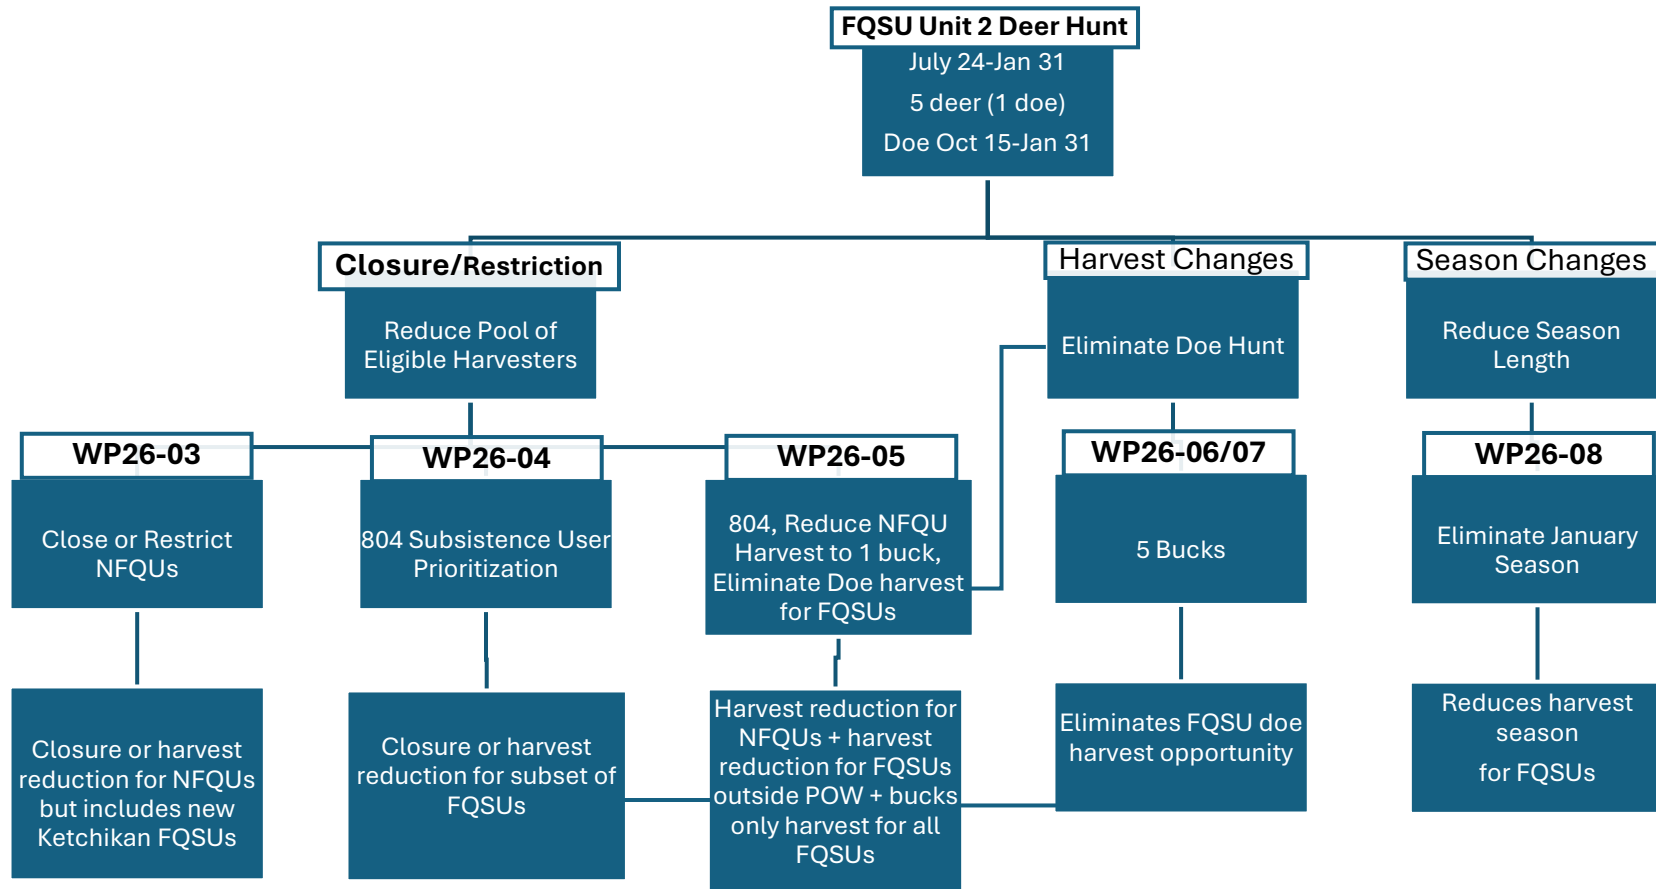 FQSU Unit 2 Deer Hunt
July 24-Jan 31
5 deer (1 doe)
Doe Oct 15-Jan 31
Closure/Restriction
Reduce Pool of
Eligible Harvesters
Harvest Changes
Eliminate Doe Hunt
Season Changes
Reduce Season
Length
WP26-03
Close or Restrict
NFQUs
WP26-04
804 Subsistence User
Prioritization
WP26-05
804, Reduce NFQU
Harvest to 1 buck,
Eliminate Doe harvest
for FQSUs
WP26-06/07
5 Bucks
WP26-08
Eliminate January
Season
Closure or harvest
reduction for NFQUs
but includes new
Ketchikan FQSUs
Closure or harvest
reduction for subset of
FQSUs
Harvest reduction for
NFQUs + harvest
reduction for FQSUs
outside POW + bucks
only harvest for all
FQSUs
Eliminates FQSU doe
harvest opportunity
Reduces harvest
season
for FQSUs